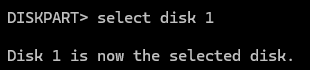 DISKPART> select disk 1
Disk 1 is now the selected disk.